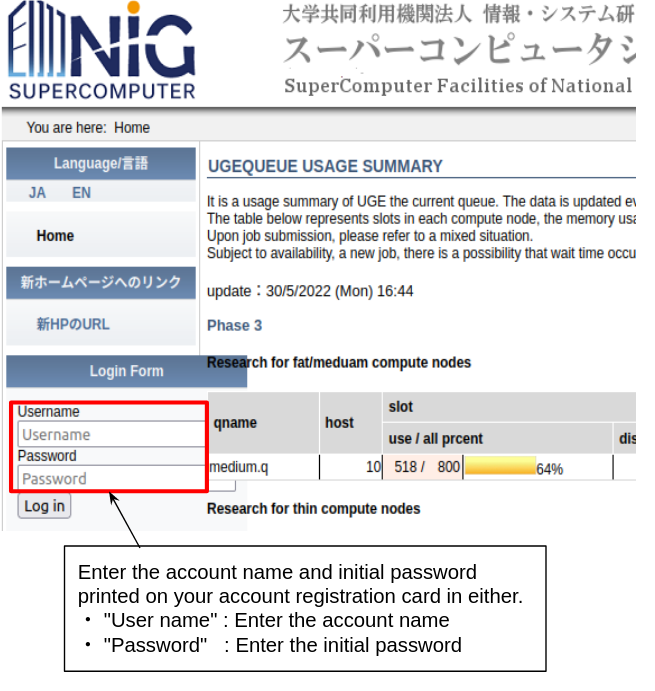 NIG
SUPERCOMPUTER
大学共同利用機関法人 情報・システム研
スーパーコンピュータシ
SuperComputer Facilities of National
You are here: Home
Language/言語
JA EN
Home
新ホームページへのリンク
新HPのURL
Login Form
Username
Username
Password
Password
Log in
UGEQUEUE USAGE SUMMARY
It is a usage summary of UGE the current queue. The data is updated ev
The table below represents slots in each compute node, the memory usa
Upon job submission, please refer to a mixed situation.
Subject to availability, a new job, there is a possibility that wait time occu
update：30/5/2022 (Mon) 16:44
Phase 3
Research for fat/meduam compute nodes
qname host slot
use / all prcent dis
medium.q 10 518 / 800 64%
Research for thin compute nodes
Enter the account name and initial password
printed on your account registration card in either.
・ "User name" : Enter the account name
・ "Password" : Enter the initial password